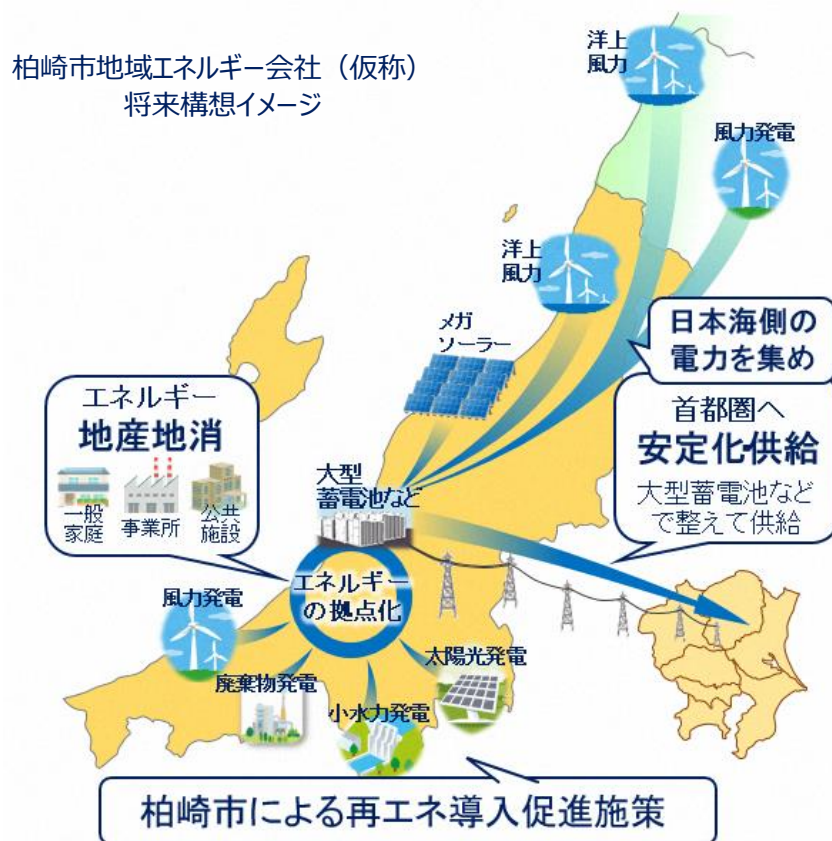 柏崎市地域エネルギー会社（仮称）
将来構想イメージ
洋上
風力
風力発電
洋上
風力
メガ
ソーラー
日本海側の
電力を集め
エネルギー
地産地消
一般
家庭
事業所
公共
施設
首都圏へ
安定化供給
大型蓄電池など
で整えて供給
大型
蓄電池など
エネルギー
の拠点化
風力発電
廃棄物発電
小水力発電
太陽光発電
柏崎市による再エネ導入促進施策